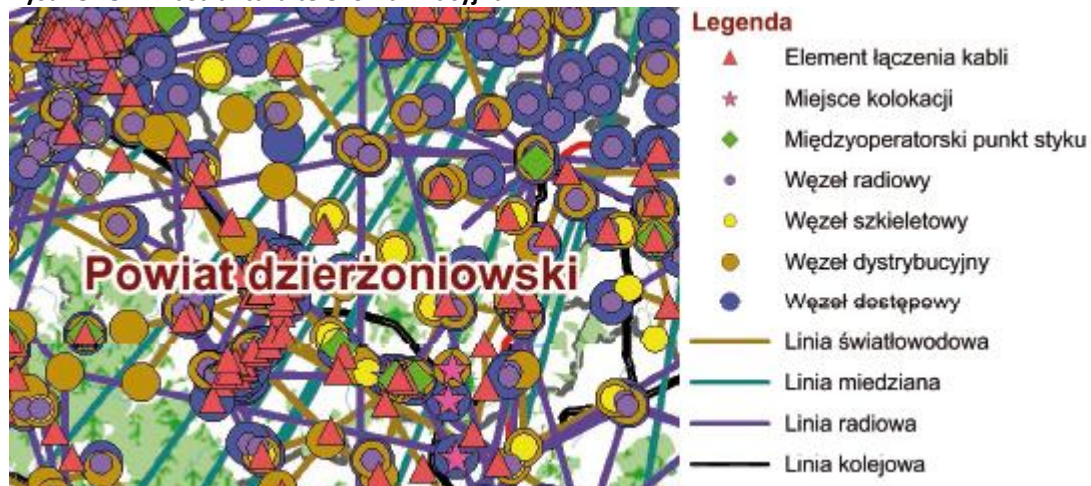 Legenda
Element łączenia kabli
Miejsce kolokacji
Międzyoperatorski punkt styku
Węzeł radiowy
Węzeł szkieletowy
Węzeł dystrybucyjny
Węzeł dostępowy
Linia światłowodowa
Linia miedziana
Linia radiowa
Linia kolejowa
Powiat dzierżoniowski